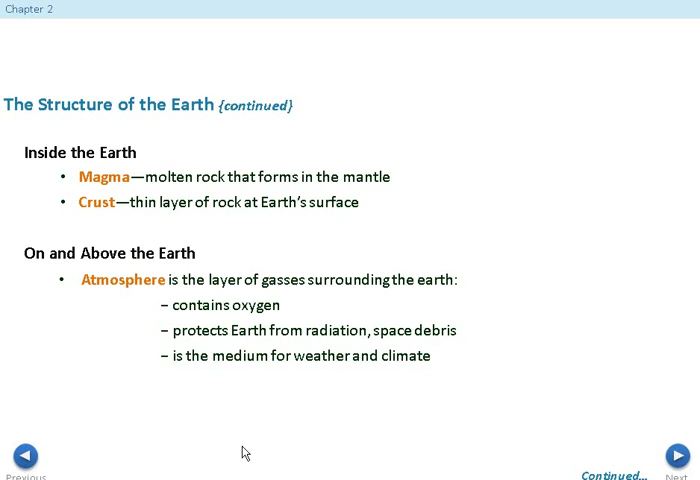 Chapter 2
The Structure of the Earth {continued}
Inside the Earth
• Magma—molten rock that forms in the mantle
• Crust—thin layer of rock at Earth's surface
On and Above the Earth
• Atmosphere is the layer of gasses surrounding the earth:
– contains oxygen
– protects Earth from radiation, space debris
– is the medium for weather and climate
Continued...
Previous
Next